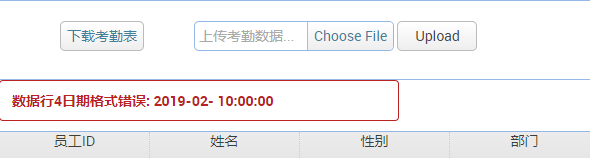 下载考勤表 上传考勤数据... Choose File Upload
数据行4日期格式错误: 2019-02- 10:00:00
员工ID 姓名 性别 部门